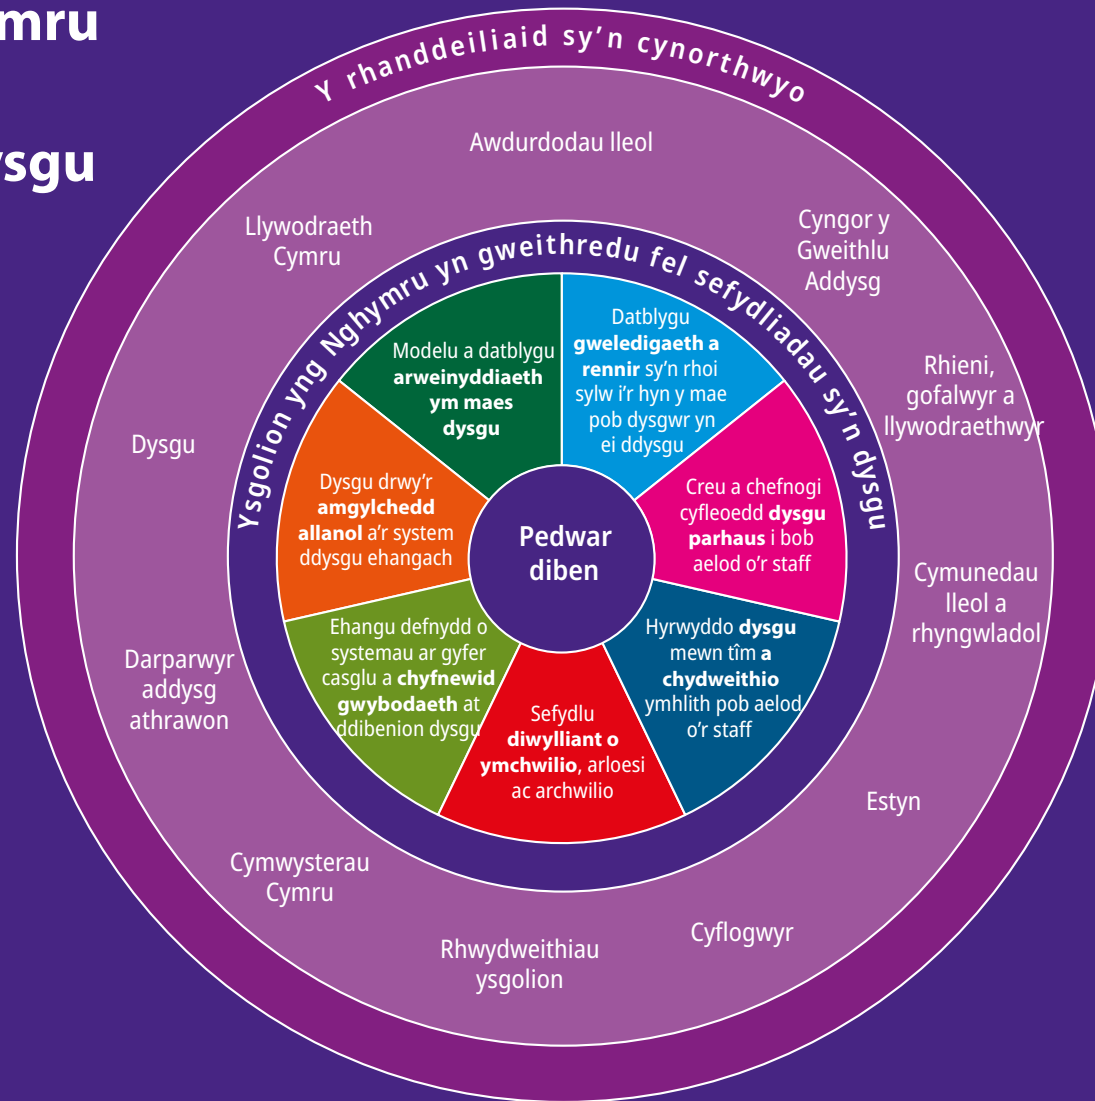 mru
ysgu
Y rhanddeiliaid sy'n cynorthwyo
Awdurdodau lleol
Cyngor y
Gweithlu
Addysg
Rhieni,
gofalwyr a
llywodraethwyr
Cymunedau
lleol a
rhyngwladol
Estyn
Cyflogwyr
Rhwydweithiau
ysgolion
Cymwysterau
Cymru
Darparwyr
addysg
athrawon
Dysgu
Llywodraeth
Cymru
Ysgolion yng Nghymru yn gweithredu fel sefydliadau sy'n dysgu
Datblygu
gweledigaeth a
rennir sy'n rhoi
sylw i'r hyn y mae
pob dysgwr yn
ei ddysgu
Creu a chefnogi
cyfleoedd dysgu
parhaus i bob
aelod o'r staff
Hyrwyddo dysgu
mewn tîm a
chydweithio
ymhlith pob aelod
o'r staff
Sefydlu
diwylliant o
ymchwilio, arloesi
ac archwilio
Ehangu defnydd o
systemau ar gyfer
casglu a chyfnewid
gwybodaeth at
ddibenion dysgu
Dysgu drwy'r
amgylchedd
allanol a'r system
ddysgu ehangach
Modelu a datblygu
arweinyddiaeth
ym maes
dysgu
Pedwar
diben